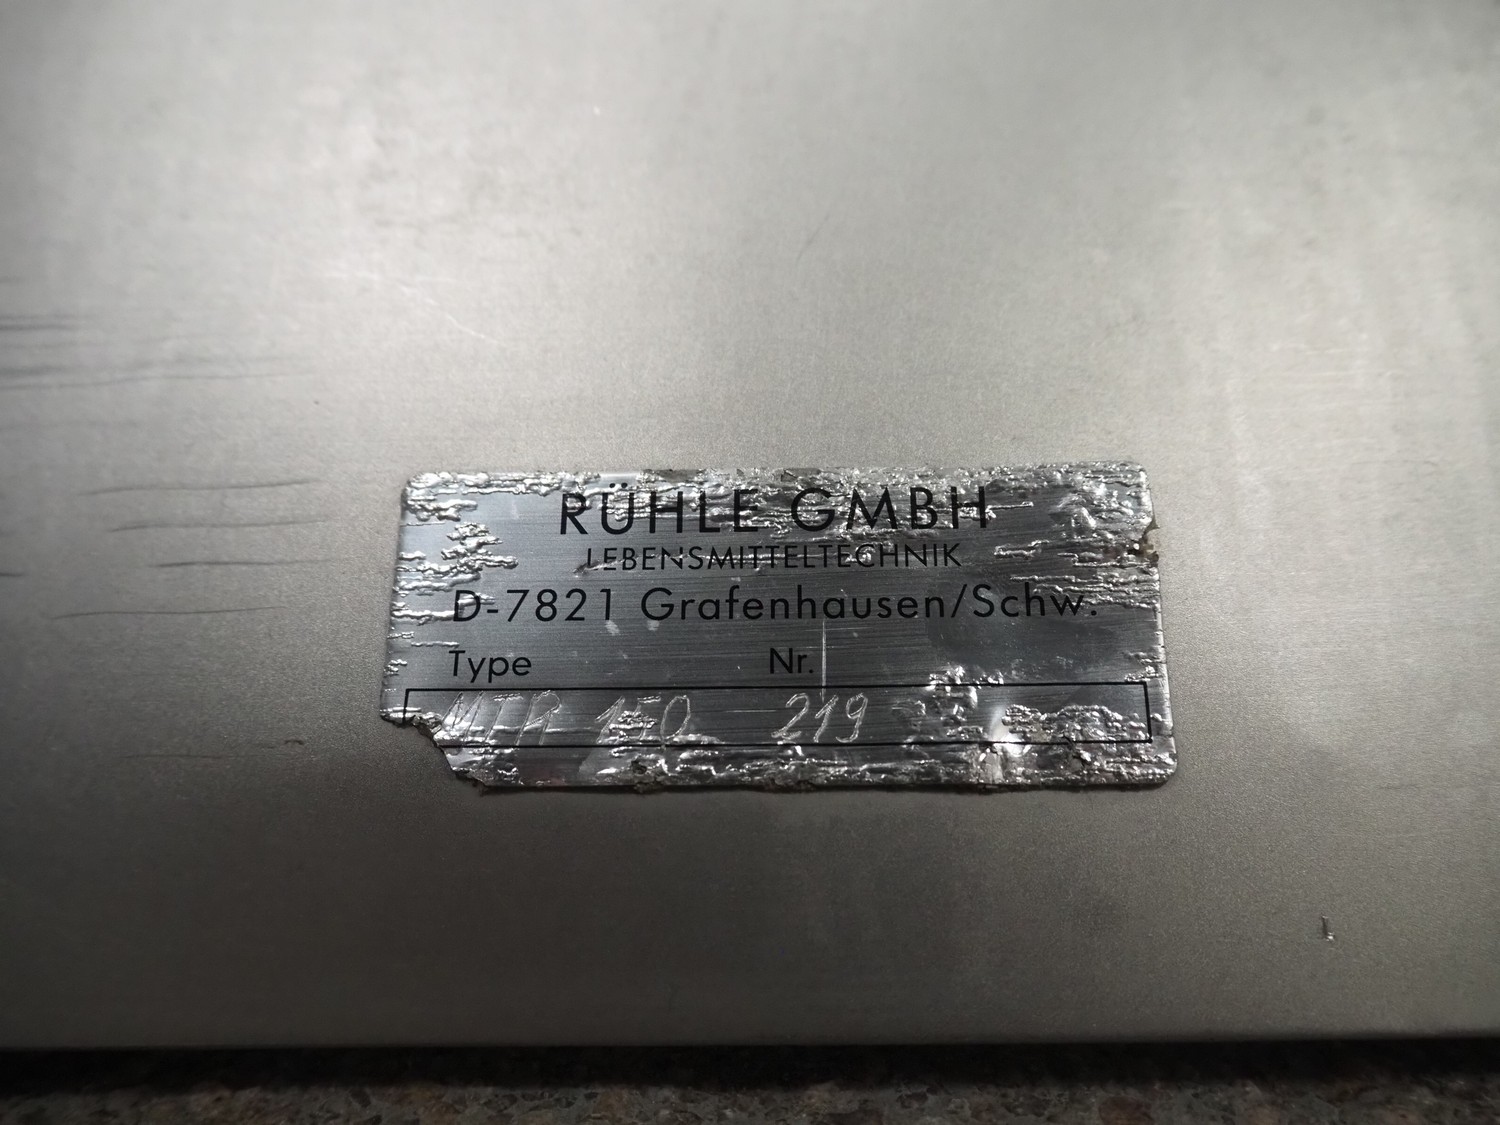 RÜHLE GMBH
LEBENSMITTELTECHNIK
D-7821 Grafenhausen/Schw.
Type Nr.
MTR 150 219